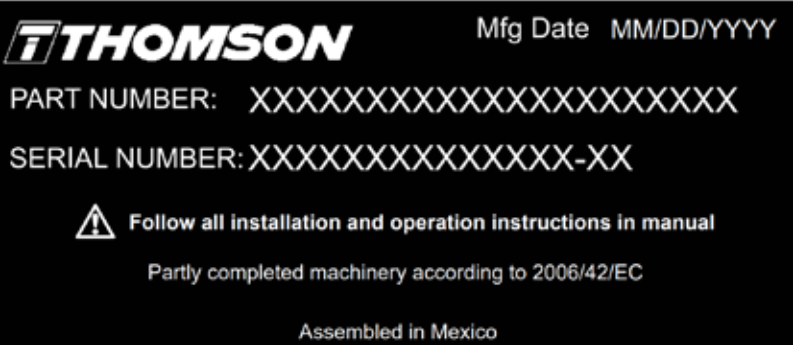 THOMSON Mfg Date MM/DD/YYYY
PART NUMBER: XXXXXXXXXXXXXXXXXXXXX
SERIAL NUMBER: XXXXXXXXXXXXXX-XX
Follow all installation and operation instructions in manual
Partly completed machinery according to 2006/42/EC
Assembled in Mexico